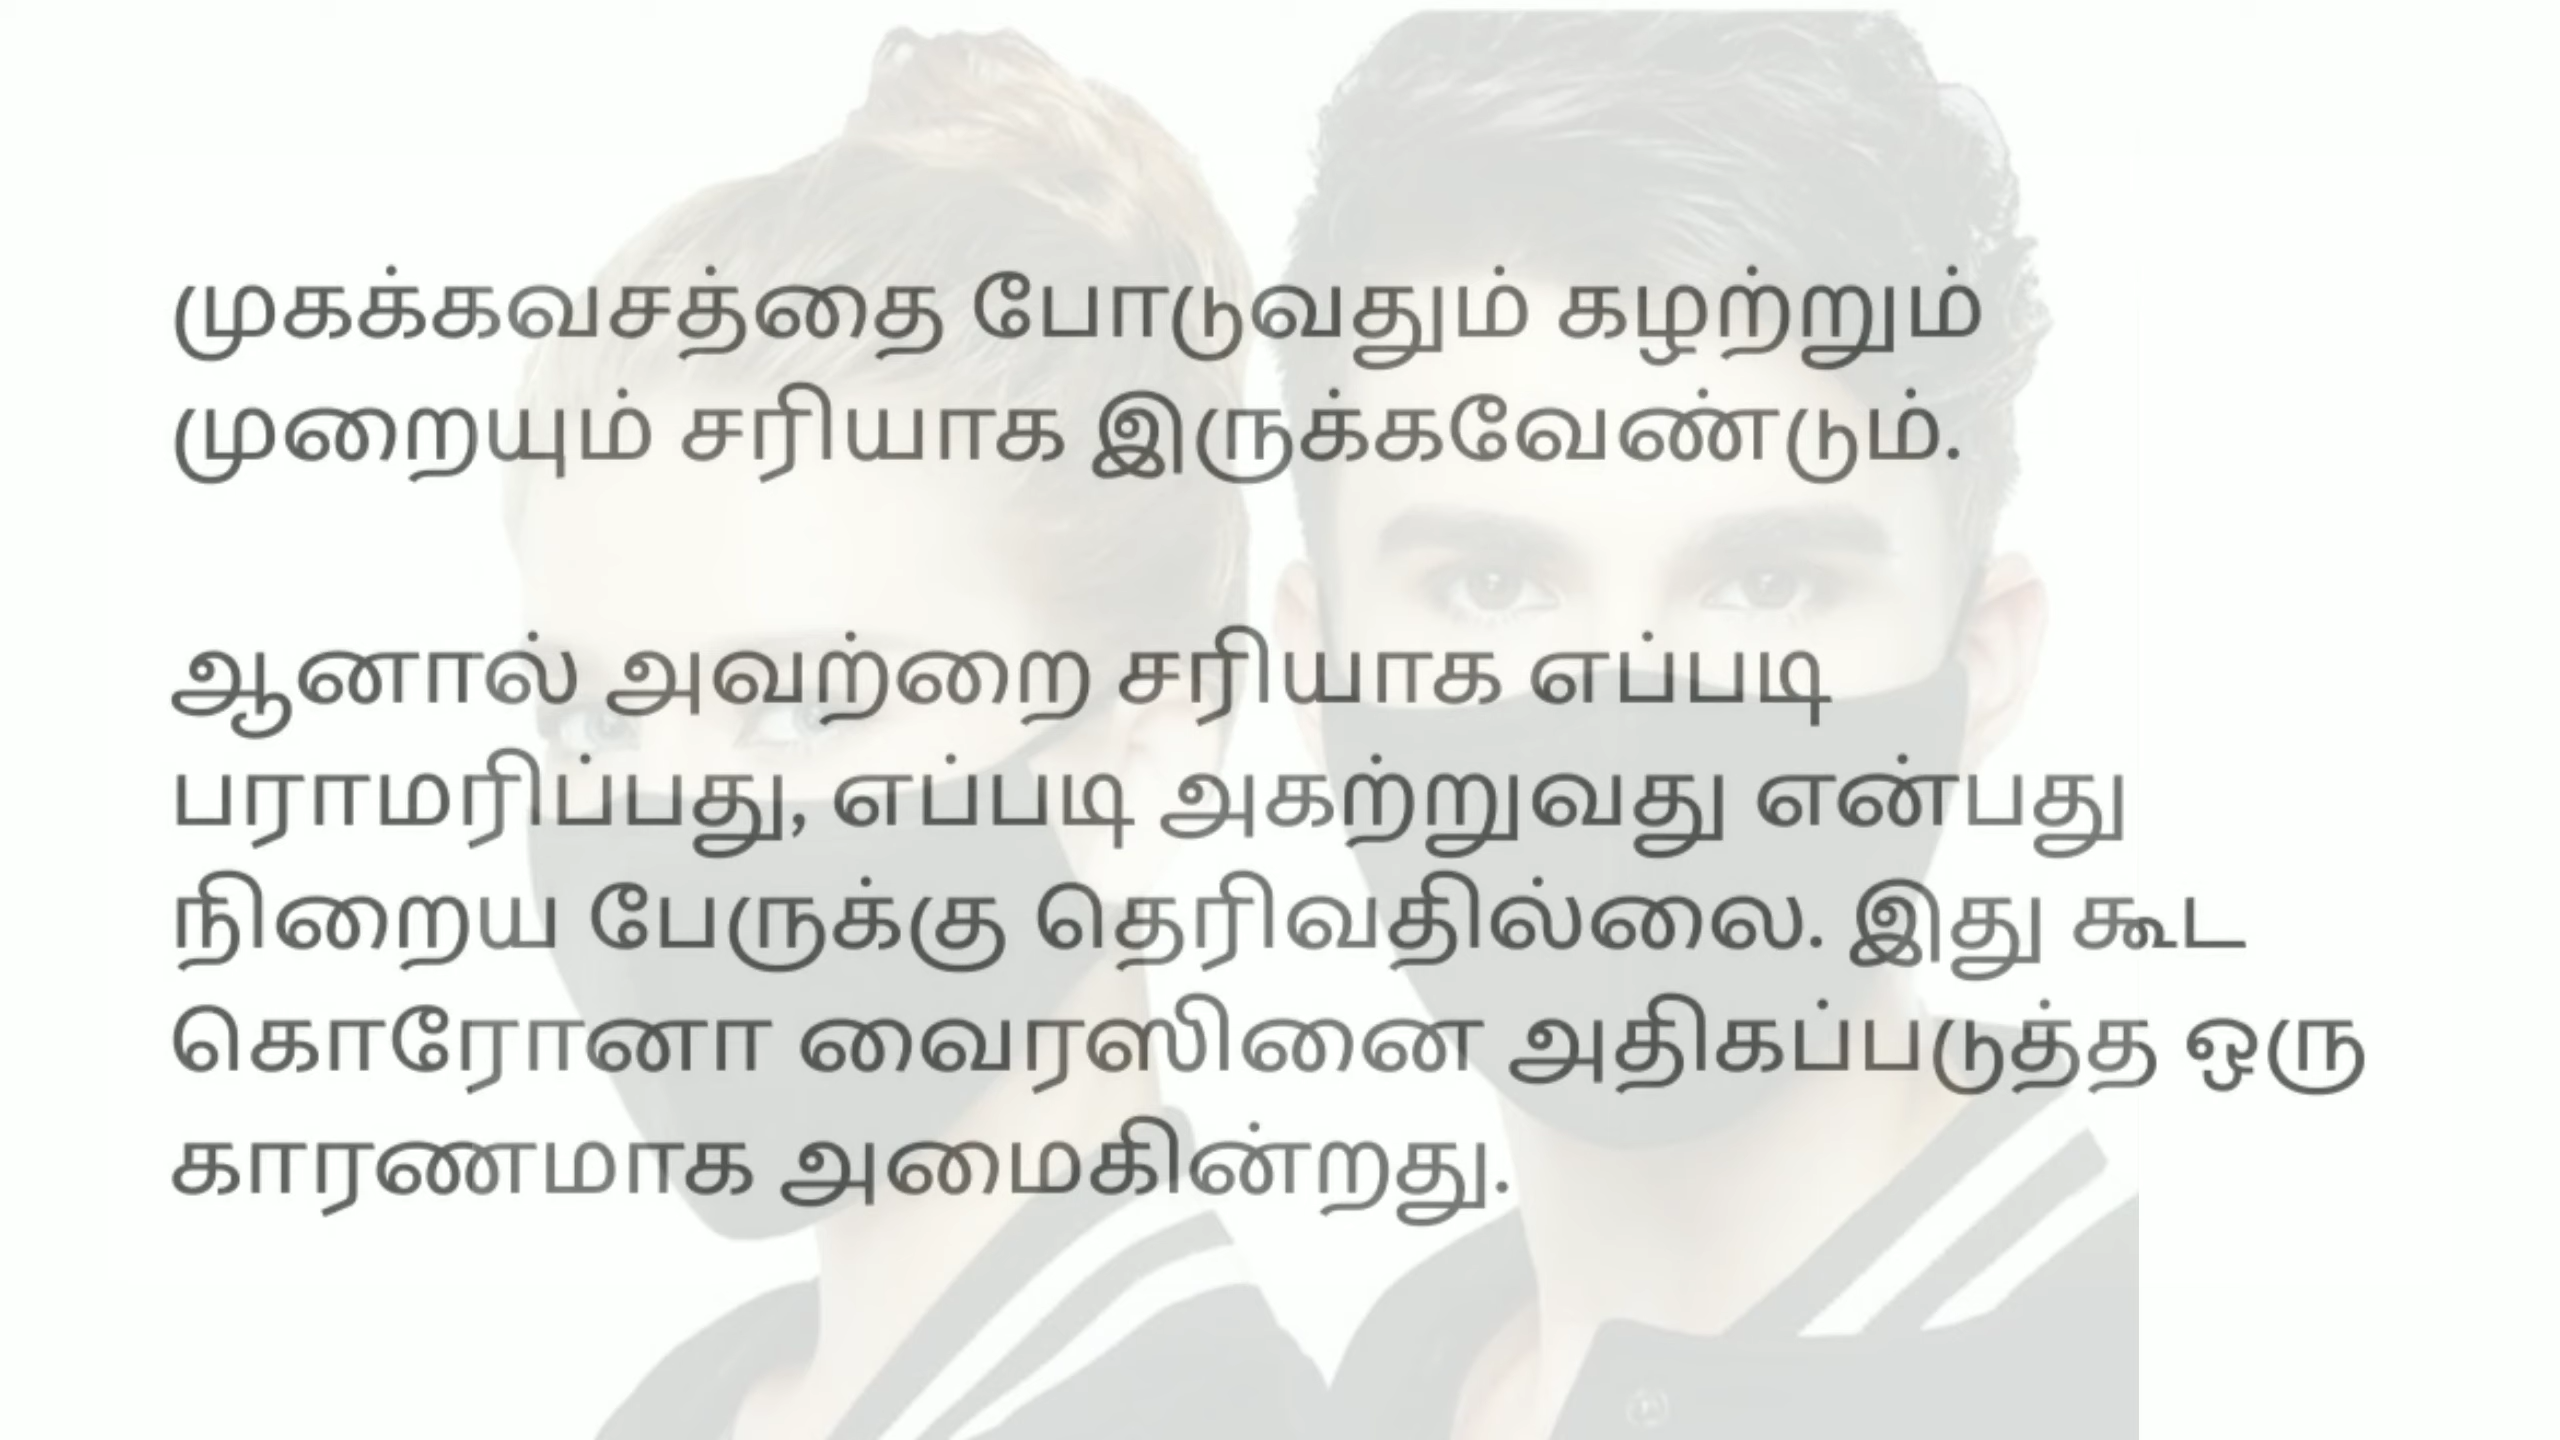 முகக்கவசத்தை போடுவதும் கழற்றும்
முறையும் சரியாக இருக்கவேண்டும்.
ஆனால் அவற்றை சரியாக எப்படி
பராமரிப்பது, எப்படி அகற்றுவது என்பது
நிறைய பேருக்கு தெரிவதில்லை. இது கூட
கொரோனா வைரஸினை அதிகப்படுத்த ஒரு
காரணமாக அமைகின்றது.